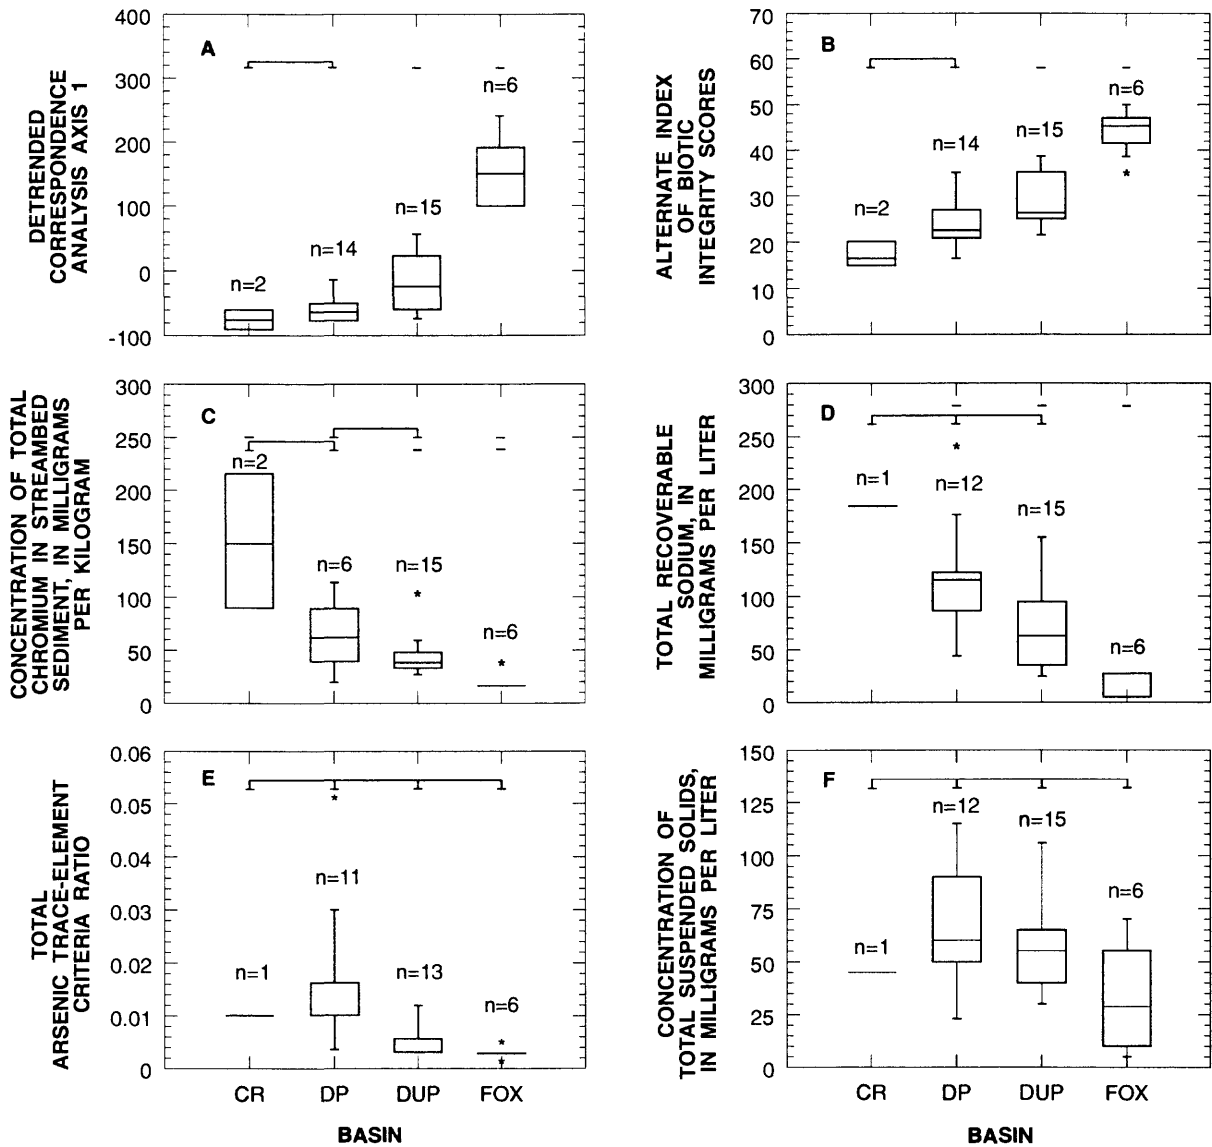 DETRENDED
CORRESPONDENCE
ANALYSIS AXIS 1
400
300
200
100
0
-100
A
n=2
n=14
n=15
n=6
ALTERNATE INDEX
OF BIOTIC
INTEGRITY SCORES
70
60
50
40
30
20
10
0
B
n=2
n=14
n=15
n=6
*
CONCENTRATION OF TOTAL
CHROMIUM IN STREAMBED
SEDIMENT, IN MILLIGRAMS
PER KILOGRAM
300
250
200
150
100
50
0
C
n=2
n=6
n=15
*
n=6
*
TOTAL RECOVERABLE
SODIUM, IN
MILLIGRAMS PER LITER
300
250
200
150
100
50
0
D
n=1
*
n=12
n=15
n=6
TOTAL
ARSENIC TRACE-ELEMENT
CRITERIA RATIO
0.06
0.05
0.04
0.03
0.02
0.01
0
E
n=1
*
n=11
n=13
n=6
*
*
CR
DP
DUP
FOX
BASIN
CONCENTRATION OF
TOTAL SUSPENDED SOLIDS,
IN MILLIGRAMS PER LITER
150
125
100
75
50
25
0
F
n=1
n=12
n=15
n=6
CR
DP
DUP
FOX
BASIN